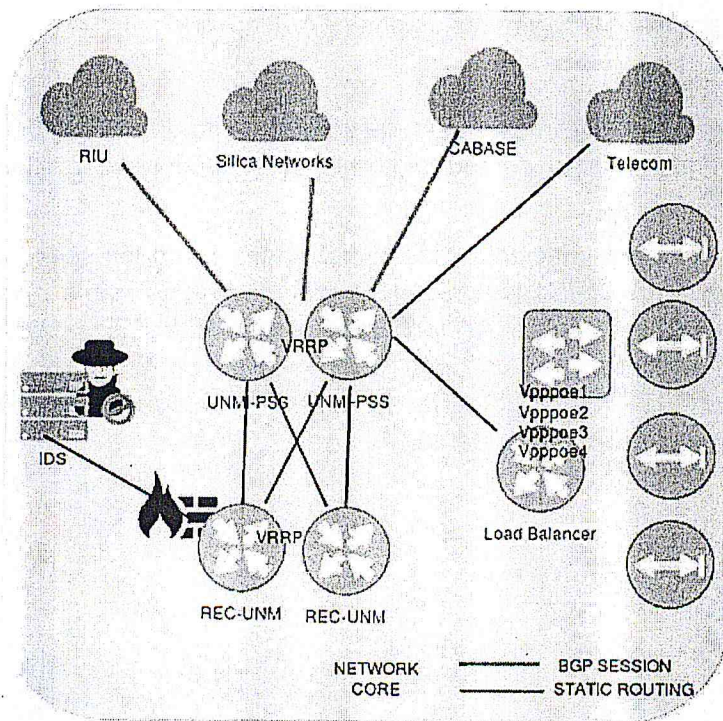 RIU
Silica Networks
CABASE
Telecom
VRRP
UNM-PSS
UNM-PSS
Vpppoe1
Vpppoe2
Vpppoe3
Vpppoe4
IDS
VRRP
Load Balancer
REC-UNM
REC-UNM
NETWORK CORE
BGP SESSION
STATIC ROUTING